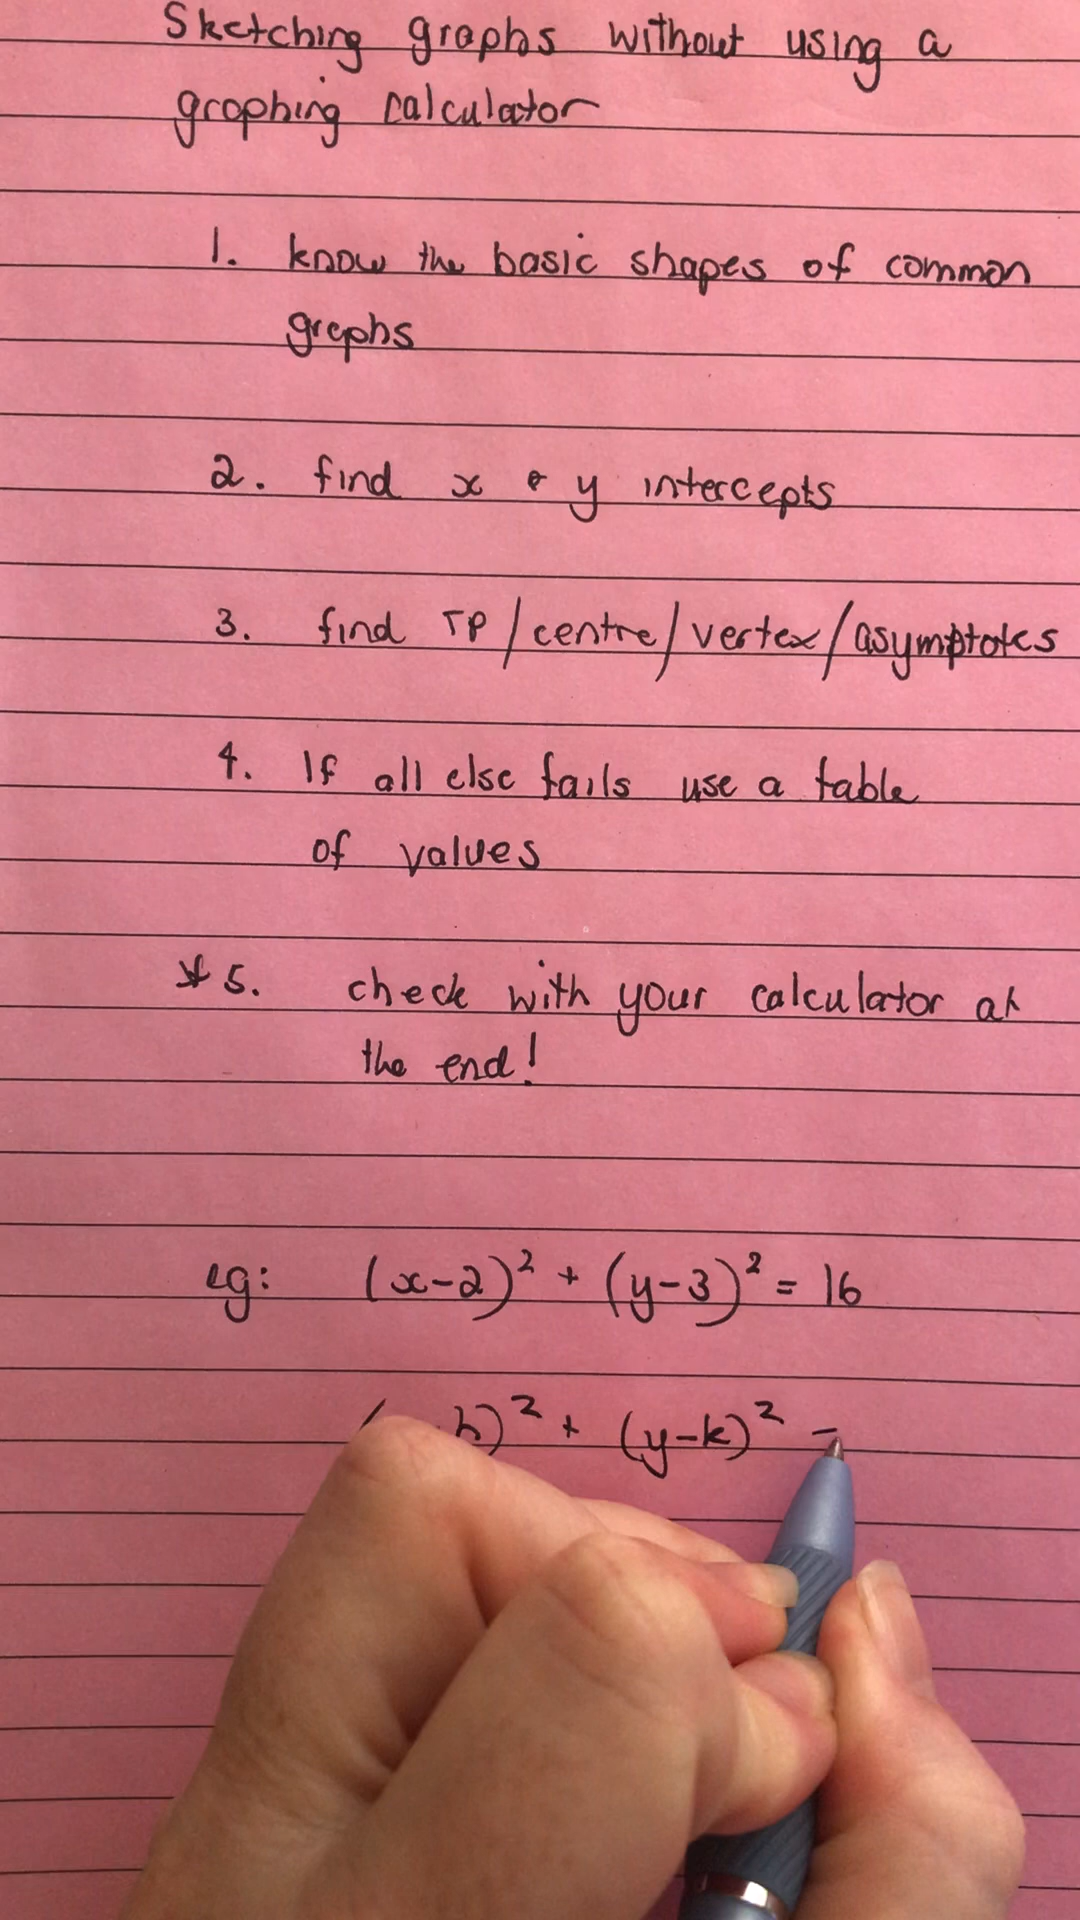 Sketching graphs without using a
graphing calculator
1. know the basic shapes of common
graphs
2. find x & y intercepts
3. find TP/centre/vertex/asymptotes
4. If all else fails use a table
of values
* 5. check with your calculator at
the end!
eg: (x-2)² + (y-3)² = 16
( h)² + (y-k)² -